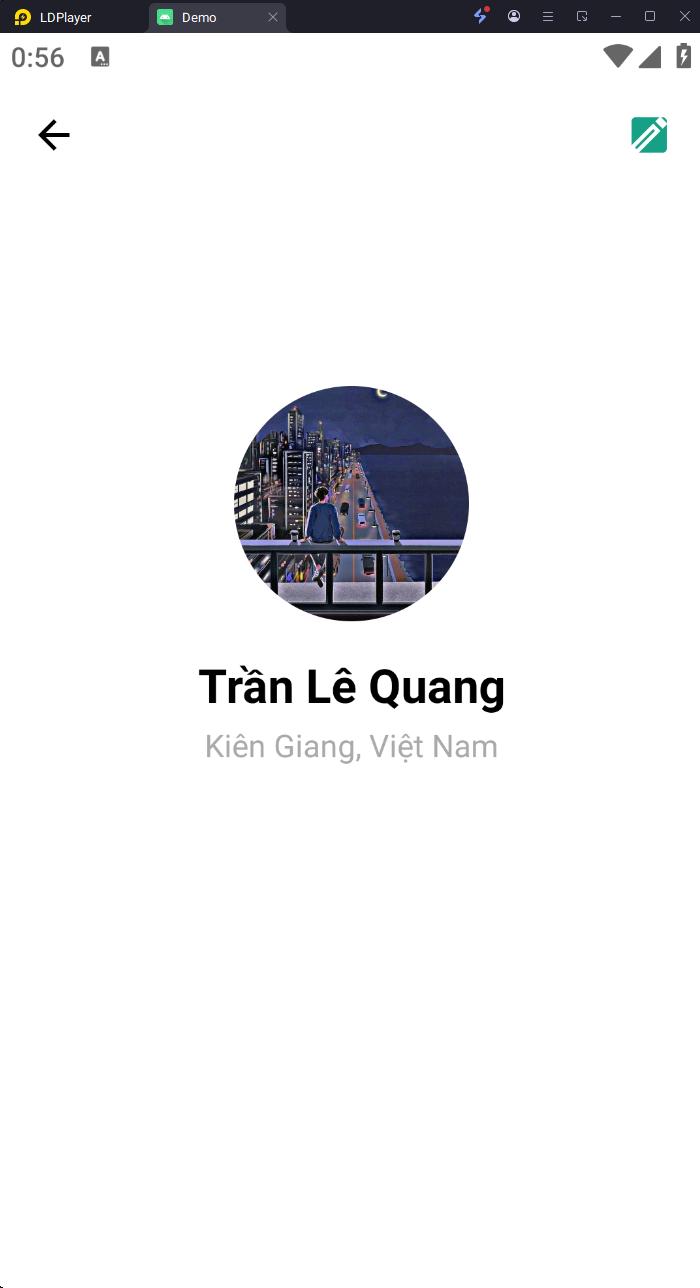 LDPlayer
Demo
0:56
A
Trần Lê Quang
Kiên Giang, Việt Nam